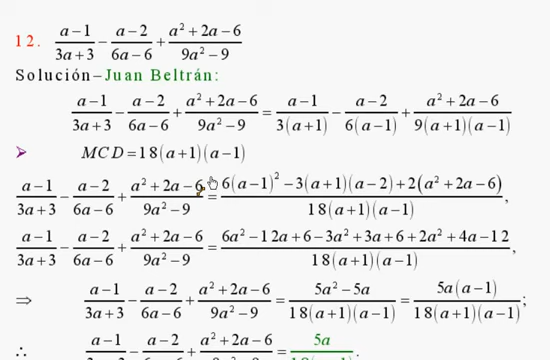 12. (a−1)/(3a+3) − (a−2)/(6a−6) + (a²+2a−6)/(9a²−9)
Solución–Juan Beltrán:
(a−1)/(3a+3) − (a−2)/(6a−6) + (a²+2a−6)/(9a²−9) = (a−1)/(3(a+1)) − (a−2)/(6(a−1)) + (a²+2a−6)/(9(a+1)(a−1))
➢ MCD=18(a+1)(a−1)
(a−1)/(3a+3) − (a−2)/(6a−6) + (a²+2a−6)/(9a²−9) = (6(a−1)²−3(a+1)(a−2)+2(a²+2a−6))/(18(a+1)(a−1)),
(a−1)/(3a+3) − (a−2)/(6a−6) + (a²+2a−6)/(9a²−9) = (6a²−12a+6−3a²+3a+6+2a²+4a−12)/(18(a+1)(a−1)),
⇒ (a−1)/(3a+3) − (a−2)/(6a−6) + (a²+2a−6)/(9a²−9) = (5a²−5a)/(18(a+1)(a−1)) = (5a(a−1))/(18(a+1)(a−1));
∴ a−1 − a−2 + a²+2a−6 = 5a .